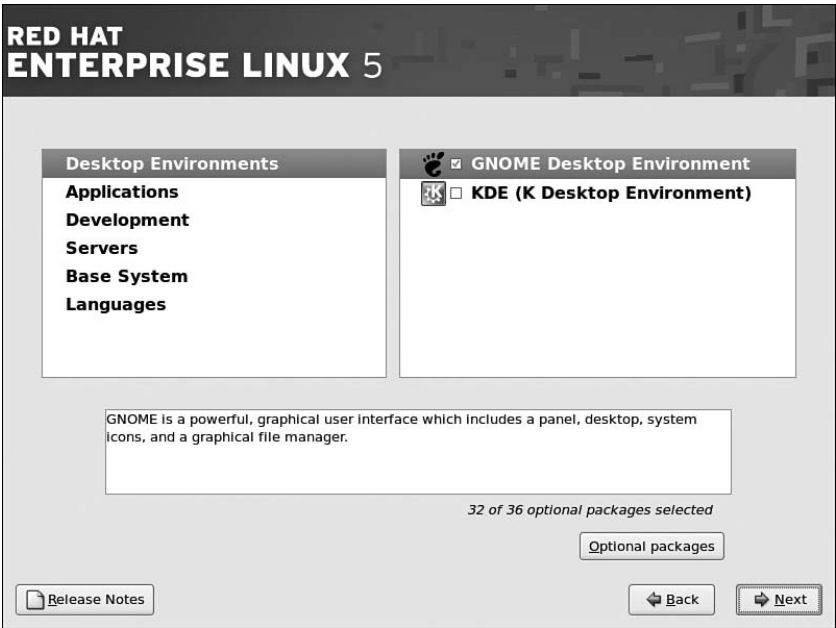 RED HAT
ENTERPRISE LINUX 5
Desktop Environments
Applications
Development
Servers
Base System
Languages
GNOME Desktop Environment
KDE (K Desktop Environment)
GNOME is a powerful, graphical user interface which includes a panel, desktop, system
icons, and a graphical file manager.
32 of 36 optional packages selected
Optional packages
Release Notes
Back
Next